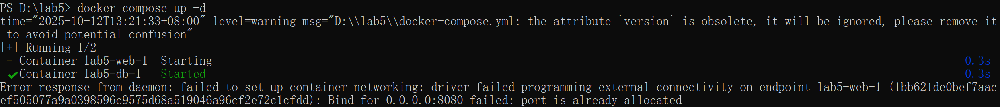 PS D:\lab5> docker compose up -d
time="2025-10-12T13:21:33+08:00" level=warning msg="D:\\lab5\\docker-compose.yml: the attribute `version` is obsolete, it will be ignored, please remove it
 to avoid potential confusion"
[+] Running 1/2
 - Container lab5-web-1  Starting 0.3s
 ✔Container lab5-db-1   Started 0.3s
Error response from daemon: failed to set up container networking: driver failed programming external connectivity on endpoint lab5-web-1 (1bb621de0bef7aac
ef505077a9a0398596c9575d68a519046a96cf2e72c1cfdd): Bind for 0.0.0.0:8080 failed: port is already allocated